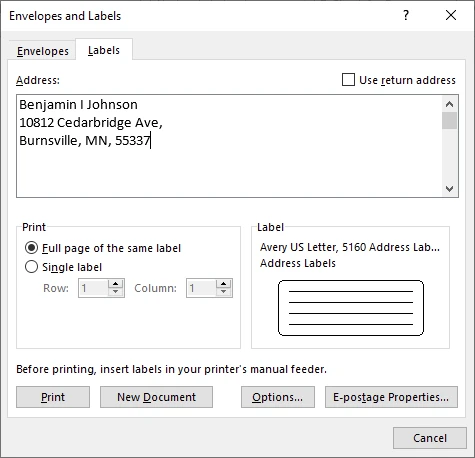 Envelopes and Labels
? ×
Envelopes Labels
Address: Use return address
Benjamin I Johnson
10812 Cedarbridge Ave,
Burnsville, MN, 55337
Print
Full page of the same label
Single label
Row: 1 Column: 1
Label
Avery US Letter, 5160 Address Lab...
Address Labels
Before printing, insert labels in your printer's manual feeder.
Print New Document Options... E-postage Properties...
Cancel